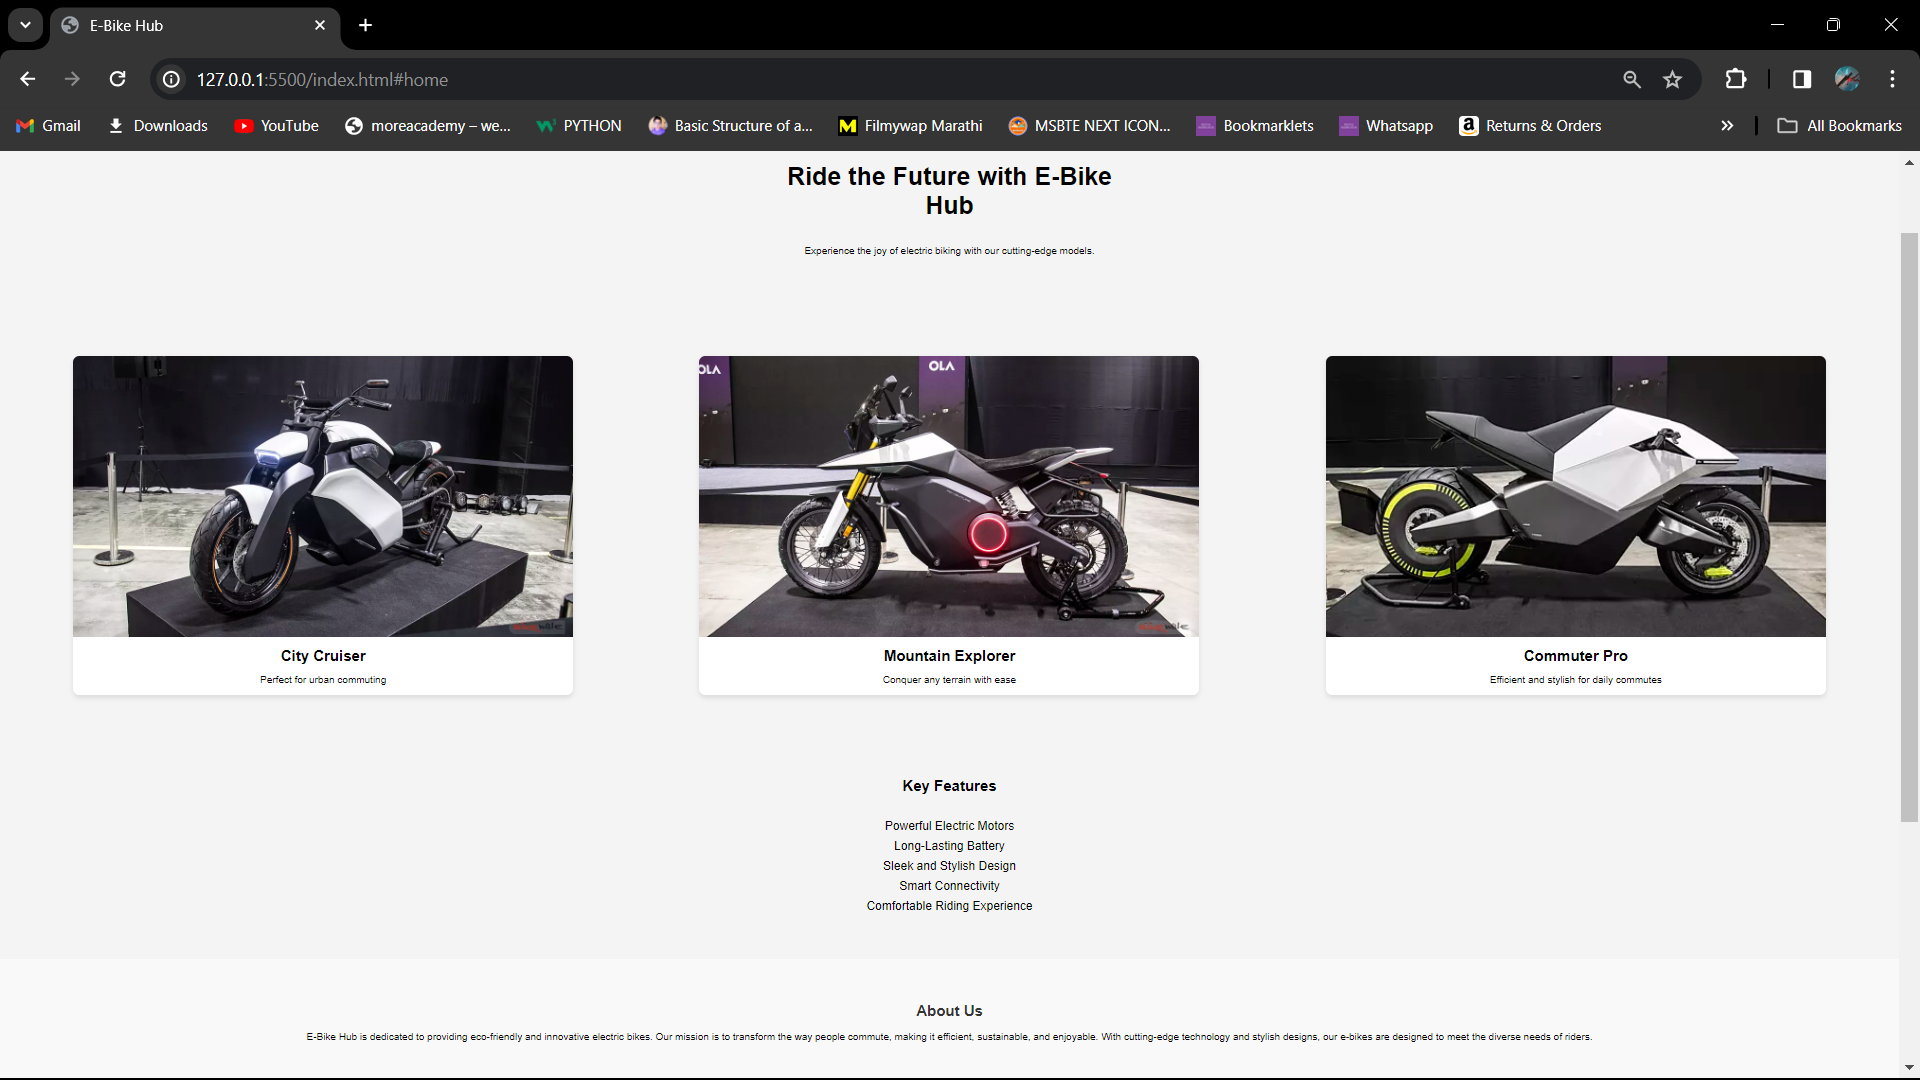 E-Bike Hub
127.0.0.1:5500/index.html#home
Gmail
Downloads
YouTube
moreacademy – we...
PYTHON
Basic Structure of a...
Filmywap Marathi
MSBTE NEXT ICON...
Bookmarklets
Whatsapp
Returns & Orders
All Bookmarks
Ride the Future with E-Bike
Hub
Experience the joy of electric biking with our cutting-edge models.
OLA
OLA
City Cruiser
Perfect for urban commuting
Mountain Explorer
Conquer any terrain with ease
Commuter Pro
Efficient and stylish for daily commutes
Key Features
Powerful Electric Motors
Long-Lasting Battery
Sleek and Stylish Design
Smart Connectivity
Comfortable Riding Experience
About Us
E-Bike Hub is dedicated to providing eco-friendly and innovative electric bikes. Our mission is to transform the way people commute, making it efficient, sustainable, and enjoyable. With cutting-edge technology and stylish designs, our e-bikes are designed to meet the diverse needs of riders.